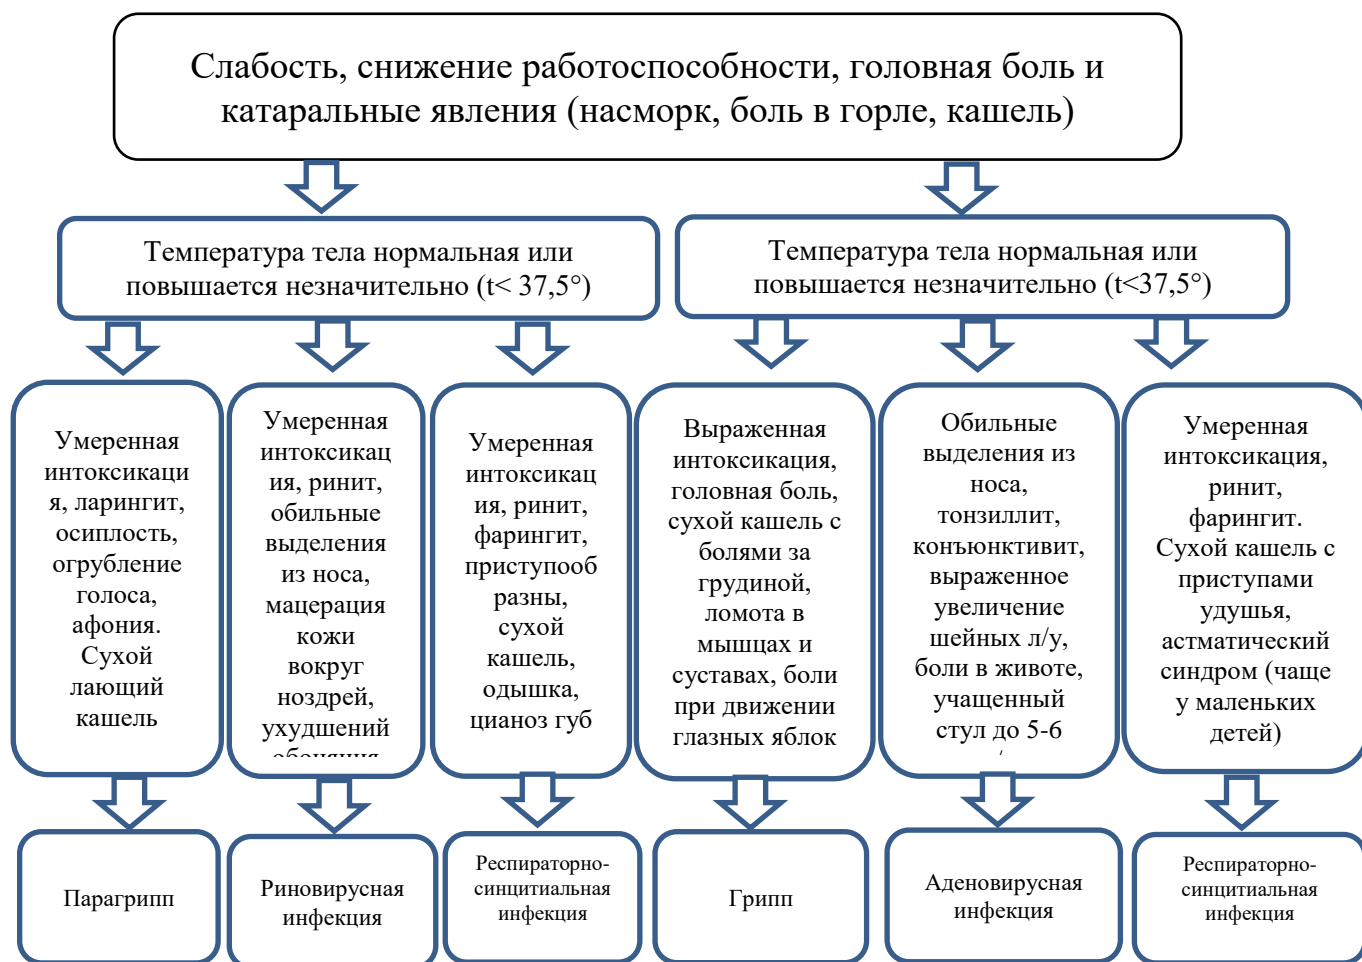 Слабость, снижение работоспособности, головная боль и
катаральные явления (насморк, боль в горле, кашель)
Температура тела нормальная или
повышается незначительно (t< 37,5°)
Температура тела нормальная или
повышается незначительно (t<37,5°)
Умеренная
интоксикаци
я, ларингит,
осиплость,
огрубление
голоса,
афония.
Сухой
лающий
кашель
Умеренная
интоксикац
ия, ринит,
обильные
выделения
из носа,
мацерация
кожи
вокруг
ноздрей,
ухудшений
обоняния
Умеренная
интоксикац
ия, ринит,
фарингит,
приступооб
разны,
сухой
кашель,
одышка,
цианоз губ
Выраженная
интоксикация,
головная боль,
сухой кашель с
болями за
грудиной,
ломота в
мышцах и
суставах, боли
при движении
глазных яблок
Обильные
выделения из
носа,
тонзиллит,
конъюнктивит,
выраженное
увеличение
шейных л/у,
боли в животе,
учащенный
стул до 5-6
Умеренная
интоксикация,
ринит,
фарингит.
Сухой кашель с
приступами
удушья,
астматический
синдром (чаще
у маленьких
детей)
Парагрипп
Риновирусная
инфекция
Респираторно-
синцитиальная
инфекция
Грипп
Аденовирусная
инфекция
Респираторно-
синцитиальная
инфекция